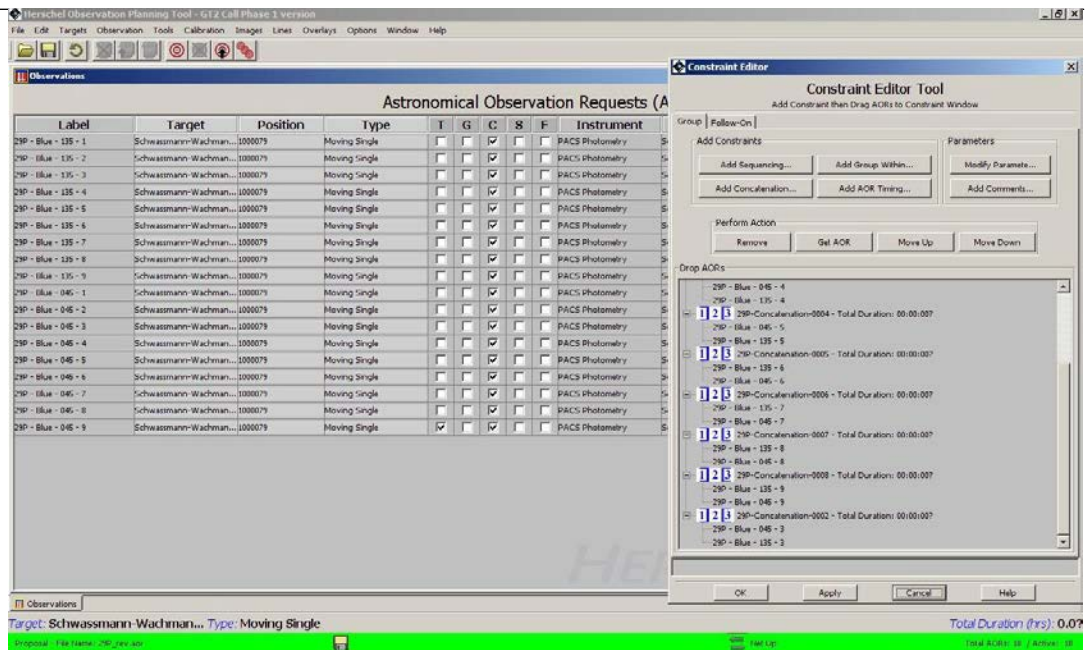 Herschel Observation Planning Tool - GT2 Call Phase 1 version
File Edit Targets Observation Tools Calibration Images Lines Overlays Options Window Help
Observations
Astronomical Observation Requests (A
Label Target Position Type T G C S F Instrument
29P - Blue - 135 - 1 Schwassmann-Wachman... 1000079 Moving Single PACS Photometry
29P - Blue - 135 - 2 Schwassmann-Wachman... 1000079 Moving Single PACS Photometry
29P - Blue - 135 - 3 Schwassmann-Wachman... 1000079 Moving Single PACS Photometry
29P - Blue - 135 - 4 Schwassmann-Wachman... 1000079 Moving Single PACS Photometry
29P - Blue - 135 - 5 Schwassmann-Wachman... 1000079 Moving Single PACS Photometry
29P - Blue - 135 - 6 Schwassmann-Wachman... 1000079 Moving Single PACS Photometry
29P - Blue - 135 - 7 Schwassmann-Wachman... 1000079 Moving Single PACS Photometry
29P - Blue - 135 - 8 Schwassmann-Wachman... 1000079 Moving Single PACS Photometry
29P - Blue - 135 - 9 Schwassmann-Wachman... 1000079 Moving Single PACS Photometry
29P - Blue - 045 - 1 Schwassmann-Wachman... 1000079 Moving Single PACS Photometry
29P - Blue - 045 - 2 Schwassmann-Wachman... 1000079 Moving Single PACS Photometry
29P - Blue - 045 - 3 Schwassmann-Wachman... 1000079 Moving Single PACS Photometry
29P - Blue - 045 - 4 Schwassmann-Wachman... 1000079 Moving Single PACS Photometry
29P - Blue - 045 - 5 Schwassmann-Wachman... 1000079 Moving Single PACS Photometry
29P - Blue - 045 - 6 Schwassmann-Wachman... 1000079 Moving Single PACS Photometry
29P - Blue - 045 - 7 Schwassmann-Wachman... 1000079 Moving Single PACS Photometry
29P - Blue - 045 - 8 Schwassmann-Wachman... 1000079 Moving Single PACS Photometry
29P - Blue - 045 - 9 Schwassmann-Wachman... 1000079 Moving Single PACS Photometry
HE
Observations
Constraint Editor
Constraint Editor Tool
Add Constraint then Drag AORs to Constraint Window
Group Follow-On
Add Constraints Parameters
Add Sequencing... Add Group Within... Modify Paramete...
Add Concatenation... Add AOR Timing... Add Comments...
Perform Action
Remove Get AOR Move Up Move Down
Drop AORs
29P - Blue - 045 - 4
29P - Blue - 135 - 4
1 2 3 29P-Concatenation-0004 - Total Duration: 00:00:00?
29P - Blue - 045 - 5
29P - Blue - 135 - 5
1 2 3 29P-Concatenation-0005 - Total Duration: 00:00:00?
29P - Blue - 135 - 6
29P - Blue - 045 - 6
1 2 3 29P-Concatenation-0006 - Total Duration: 00:00:00?
29P - Blue - 135 - 7
29P - Blue - 045 - 7
1 2 3 29P-Concatenation-0007 - Total Duration: 00:00:00?
29P - Blue - 135 - 8
29P - Blue - 045 - 8
1 2 3 29P-Concatenation-0008 - Total Duration: 00:00:00?
29P - Blue - 135 - 9
29P - Blue - 045 - 9
1 2 3 29P-Concatenation-0002 - Total Duration: 00:00:00?
29P - Blue - 045 - 3
29P - Blue - 135 - 3
OK Apply Cancel Help
Target: Schwassmann-Wachman... Type: Moving Single Total Duration (hrs): 0.0?
Proposal - File Name: 29P_rev.aor Net Up Total AORs: 18 / Active: 18